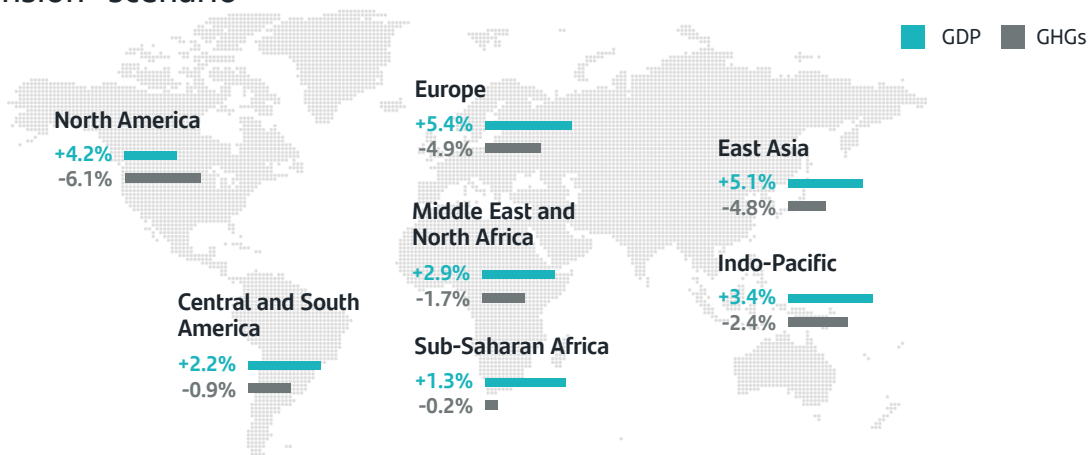 scenario
GDP GHGs
North America
+4.2%
-6.1%
Europe
+5.4%
-4.9%
East Asia
+5.1%
-4.8%
Middle East and
North Africa
+2.9%
-1.7%
Indo-Pacific
+3.4%
-2.4%
Central and South
America
+2.2%
-0.9%
Sub-Saharan Africa
+1.3%
-0.2%